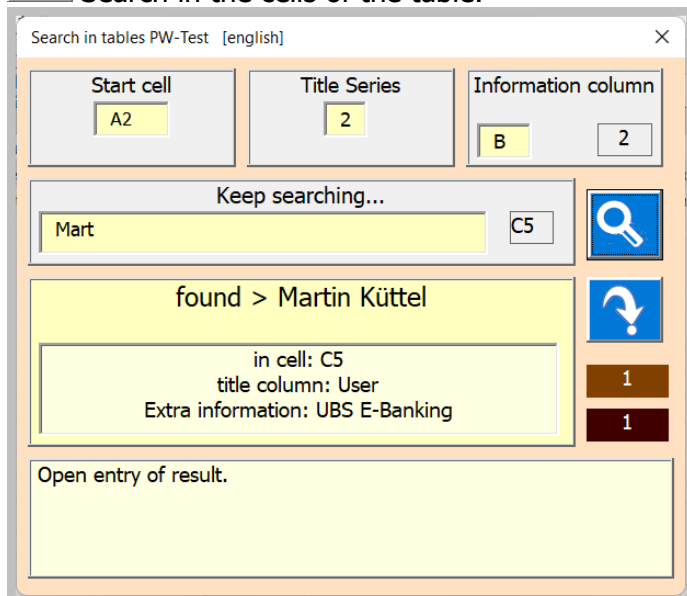 Search in the cells of the table.
Search in tables PW-Test [english]
Start cell
A2
Title Series
2
Information column
B
2
Keep searching...
Mart
C5
found > Martin Küttel
in cell: C5
title column: User
Extra information: UBS E-Banking
1
1
Open entry of result.